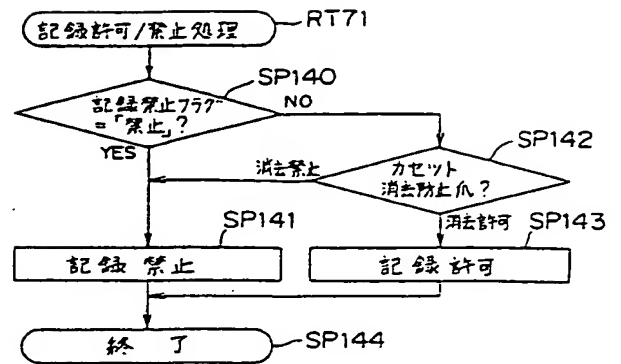 記録許可/禁止処理
RT71
SP140
記録禁止フラグ
=「禁止」?
NO
YES
SP142
カセット
消去防止爪?
消去禁止
消去許可
SP141
記録禁止
SP143
記録許可
終了
SP144